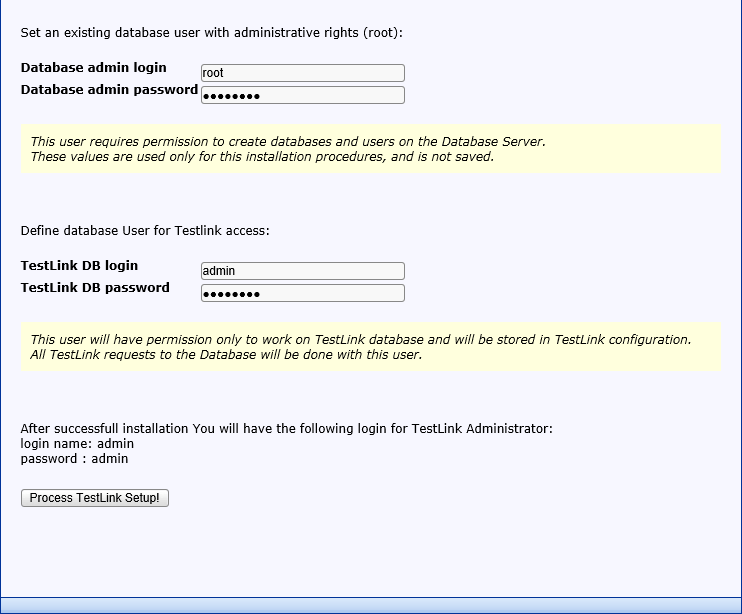 Set an existing database user with administrative rights (root):
Database admin login root
Database admin password ●●●●●●●●
This user requires permission to create databases and users on the Database Server.
These values are used only for this installation procedures, and is not saved.
Define database User for Testlink access:
TestLink DB login admin
TestLink DB password ●●●●●●●●
This user will have permission only to work on TestLink database and will be stored in TestLink configuration.
All TestLink requests to the Database will be done with this user.
After successfull installation You will have the following login for TestLink Administrator:
login name: admin
password : admin
Process TestLink Setup!